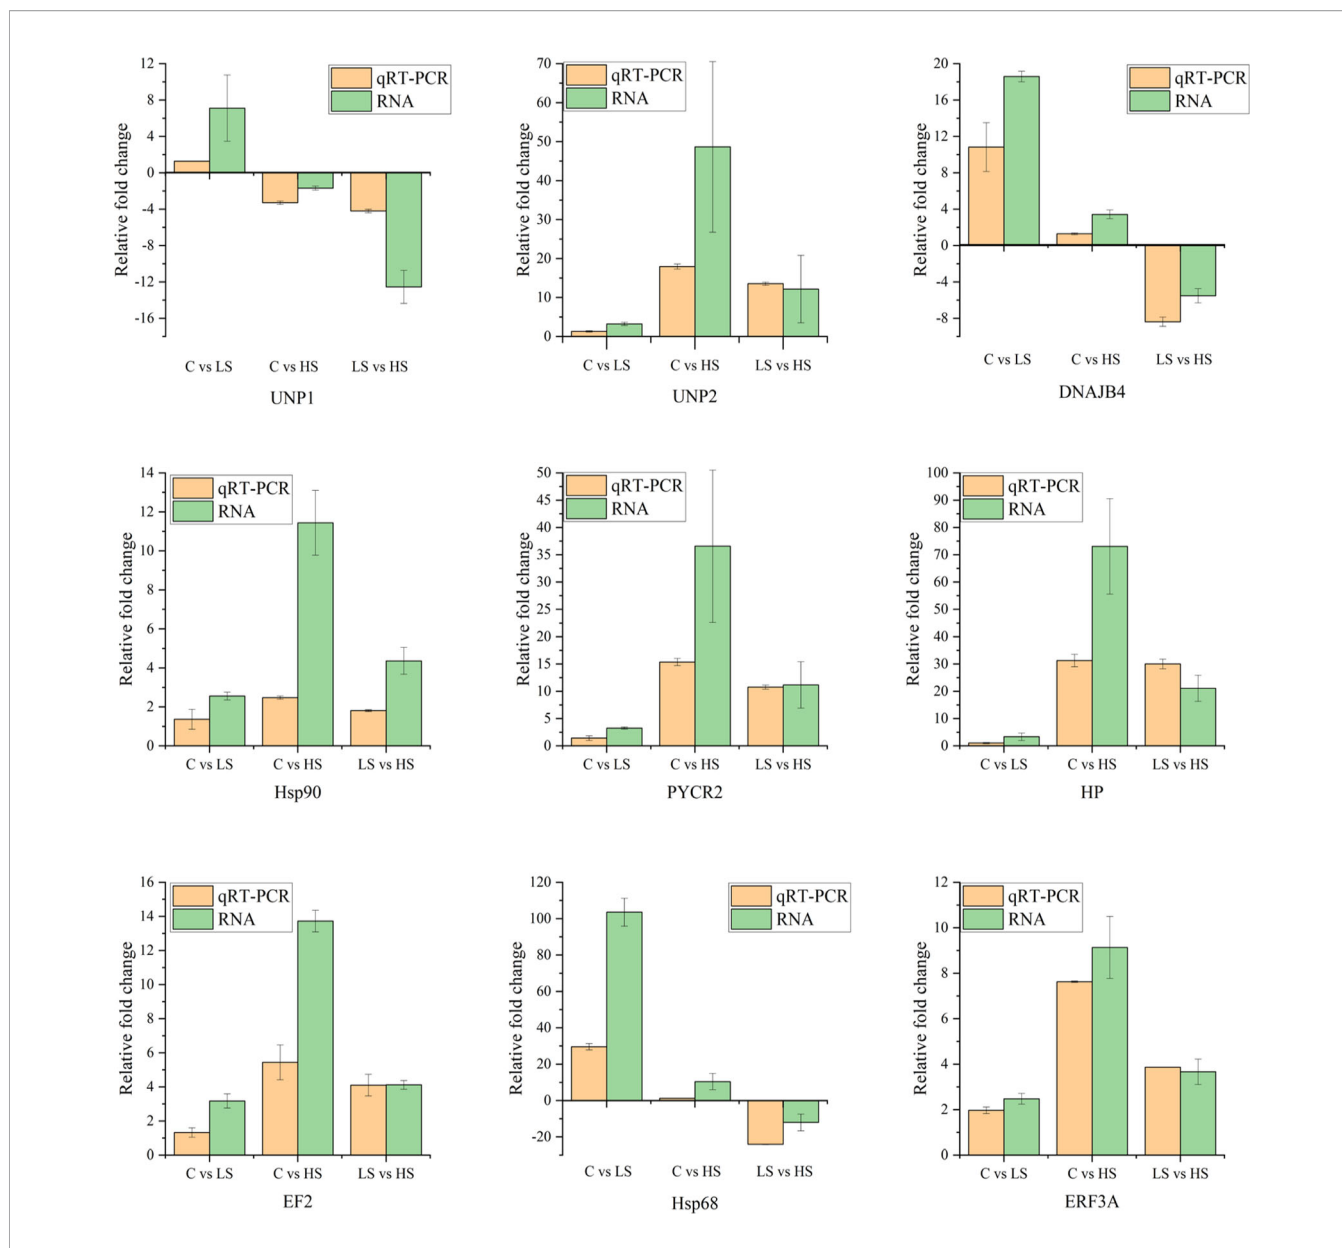 12
8
4
0
-4
-8
-12
-16
Relative fold change
qRT-PCR
RNA
C vs LS
C vs HS
LS vs HS
UNP1
70
60
50
40
30
20
10
0
Relative fold change
qRT-PCR
RNA
C vs LS
C vs HS
LS vs HS
UNP2
20
16
12
8
4
0
-4
-8
Relative fold change
qRT-PCR
RNA
C vs LS
C vs HS
LS vs HS
DNAJB4
14
12
10
8
6
4
2
0
Relative fold change
qRT-PCR
RNA
C vs LS
C vs HS
LS vs HS
Hsp90
50
45
40
35
30
25
20
15
10
5
0
Relative fold change
qRT-PCR
RNA
C vs LS
C vs HS
LS vs HS
PYCR2
100
90
80
70
60
50
40
30
20
10
0
Relative fold change
qRT-PCR
RNA
C vs LS
C vs HS
LS vs HS
HP
16
14
12
10
8
6
4
2
0
Relative fold change
qRT-PCR
RNA
C vs LS
C vs HS
LS vs HS
EF2
120
100
80
60
40
20
0
-20
Relative fold change
qRT-PCR
RNA
C vs LS
C vs HS
LS vs HS
Hsp68
12
10
8
6
4
2
0
Relative fold change
qRT-PCR
RNA
C vs LS
C vs HS
LS vs HS
ERF3A